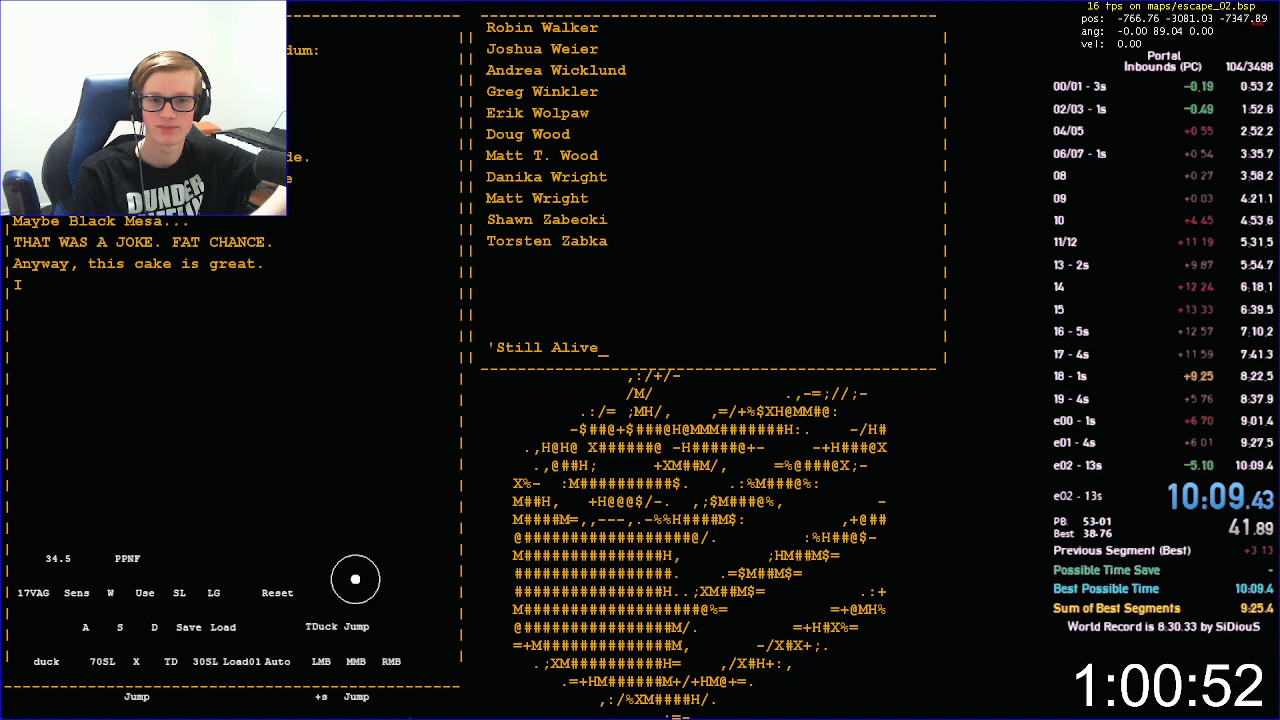 dum:
de.
e
DUNDER
Maybe Black Mesa...
THAT WAS A JOKE. FAT CHANCE.
Anyway, this cake is great.
I
Robin Walker
Joshua Weier
Andrea Wicklund
Greg Winkler
Erik Wolpaw
Doug Wood
Matt T. Wood
Danika Wright
Matt Wright
Shawn Zabecki
Torsten Zabka
'Still Alive_
34.5 PPNF
17VAG Sens W Use SL LG Reset
A S D Save Load TDuck Jump
duck 70SL X TD 30SL Load01 Auto LMB MMB RMB
Jump +s Jump
16 fps on maps/escape_02.bsp
pos: -766.76 -3081.03 -7347.89
ang: -0.00 89.04 0.00
vel: 0.00
Portal
Inbounds (PC) 104/3498
00/01 - 3s -0.19 0:53.2
02/03 - 1s -0.49 1:52.6
04/05 +0.55 2:52.2
06/07 - 1s +0.54 3:35.7
08 +0.27 3:58.2
09 +0.03 4:21.1
10 +4.45 4:53.6
11/12 +11.19 5:31.5
13 - 2s +9.87 5:54.7
14 +12.24 6:18.1
15 +13.33 6:39.5
16 - 5s +12.57 7:10.2
17 - 4s +11.59 7:41.3
18 - 1s +9.25 8:22.5
19 - 4s +5.76 8:37.9
e00 - 1s +6.70 9:01.4
e01 - 4s +6.01 9:27.5
e02 - 13s -5.10 10:09.4
e02 - 13s 10:09.43
PB: 53.01
Best 38.76
41.89
Previous Segment (Best) +3.13
Possible Time Save -
Best Possible Time 10:09.4
Sum of Best Segments 9:25.4
World Record is 8:30.33 by SiDiouS
1:00:52